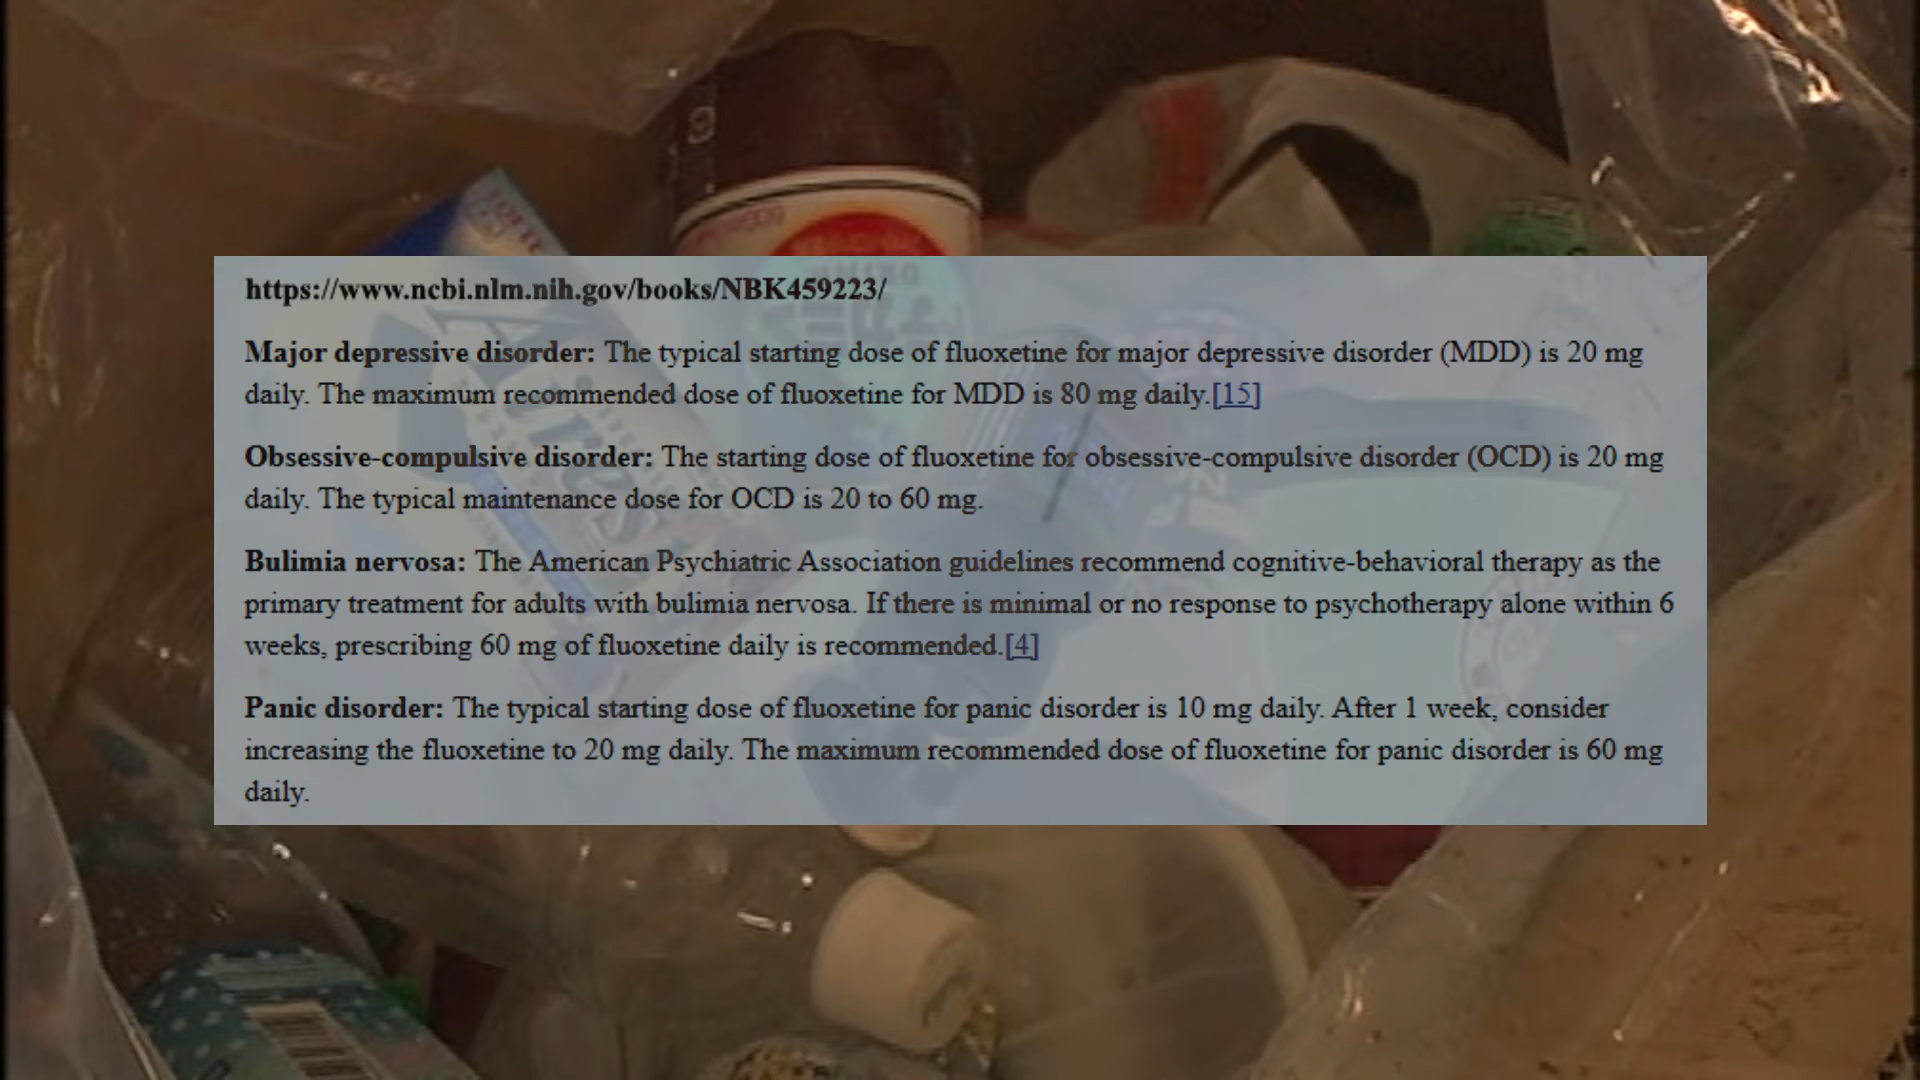 https://www.ncbi.nlm.nih.gov/books/NBK459223/
Major depressive disorder: The typical starting dose of fluoxetine for major depressive disorder (MDD) is 20 mg
daily. The maximum recommended dose of fluoxetine for MDD is 80 mg daily.[15]
Obsessive-compulsive disorder: The starting dose of fluoxetine for obsessive-compulsive disorder (OCD) is 20 mg
daily. The typical maintenance dose for OCD is 20 to 60 mg.
Bulimia nervosa: The American Psychiatric Association guidelines recommend cognitive-behavioral therapy as the
primary treatment for adults with bulimia nervosa. If there is minimal or no response to psychotherapy alone within 6
weeks, prescribing 60 mg of fluoxetine daily is recommended.[4]
Panic disorder: The typical starting dose of fluoxetine for panic disorder is 10 mg daily. After 1 week, consider
increasing the fluoxetine to 20 mg daily. The maximum recommended dose of fluoxetine for panic disorder is 60 mg
daily.